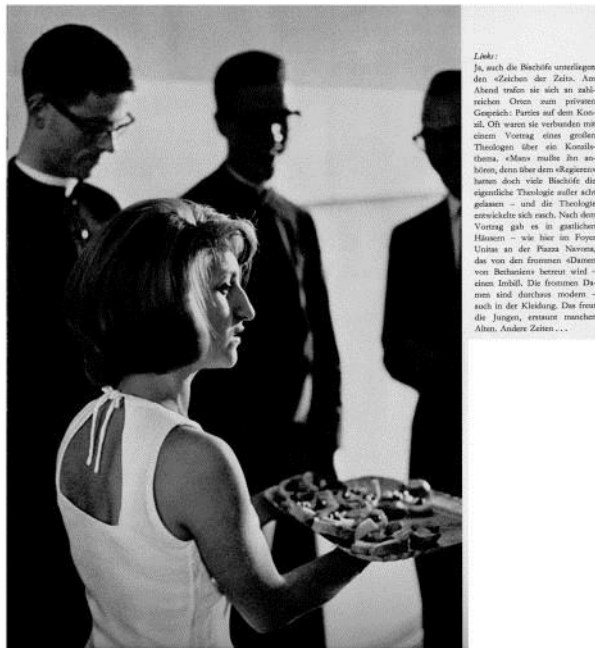 Links:
Ja, auch die Bischöfe unterliegen
den «Zeichen der Zeit». Am
Abend trafen sie sich an zahl-
reichen Orten zum privaten
Gespräch: Parties auf dem Kon-
zil. Oft waren sie verbunden mit
einem Vortrag eines großen
Theologen über ein Konzils-
thema. «Man» mußte ihn an-
hören, denn über dem «Regieren»
hatten doch viele Bischöfe die
eigentliche Theologie außer acht
gelassen – und die Theologie
entwickelte sich rasch. Nach dem
Vortrag gab es in gastlichen
Häusern – wie hier im Foyer
Unitas an der Piazza Navona,
das von den frommen «Damen
von Bethanien» betreut wird –
einen Imbiß. Die frommen Da-
men sind durchaus modern –
auch in der Kleidung. Das freut
die Jungen, erstaunt manchen
Alten. Andere Zeiten . . .